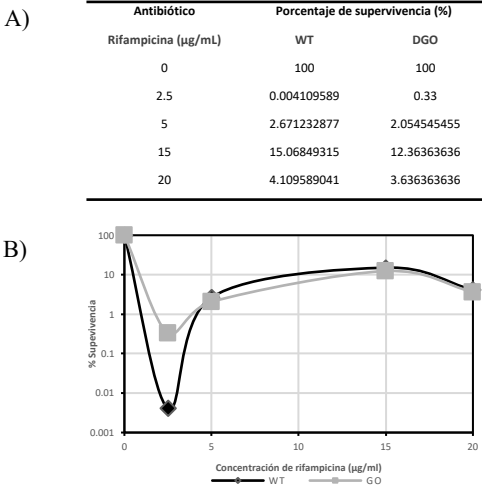 A)
Antibiótico Porcentaje de supervivencia (%)
Rifampicina (µg/mL) WT DGO
0 100 100
2.5 0.004109589 0.33
5 2.671232877 2.054545455
15 15.06849315 12.36363636
20 4.109589041 3.636363636
B)
100
10
1
0.1
0.01
0.001
% Supevivencia
0 5 10 15 20
Concentración de rifampicina (µg/ml)
WT GO